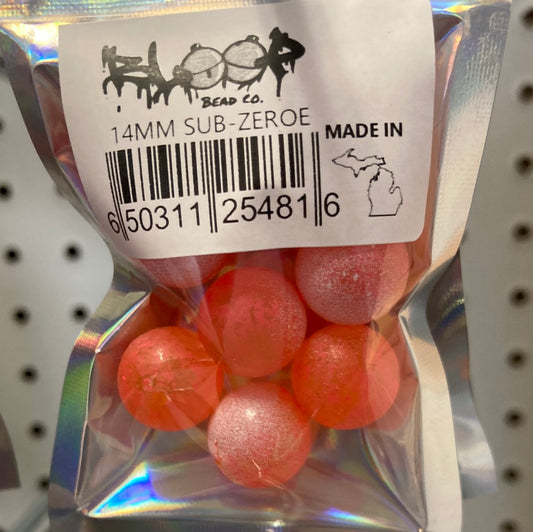 BLOOP
BEAD CO.
14MM SUB-ZEROE
MADE IN
6 50311 25481 6